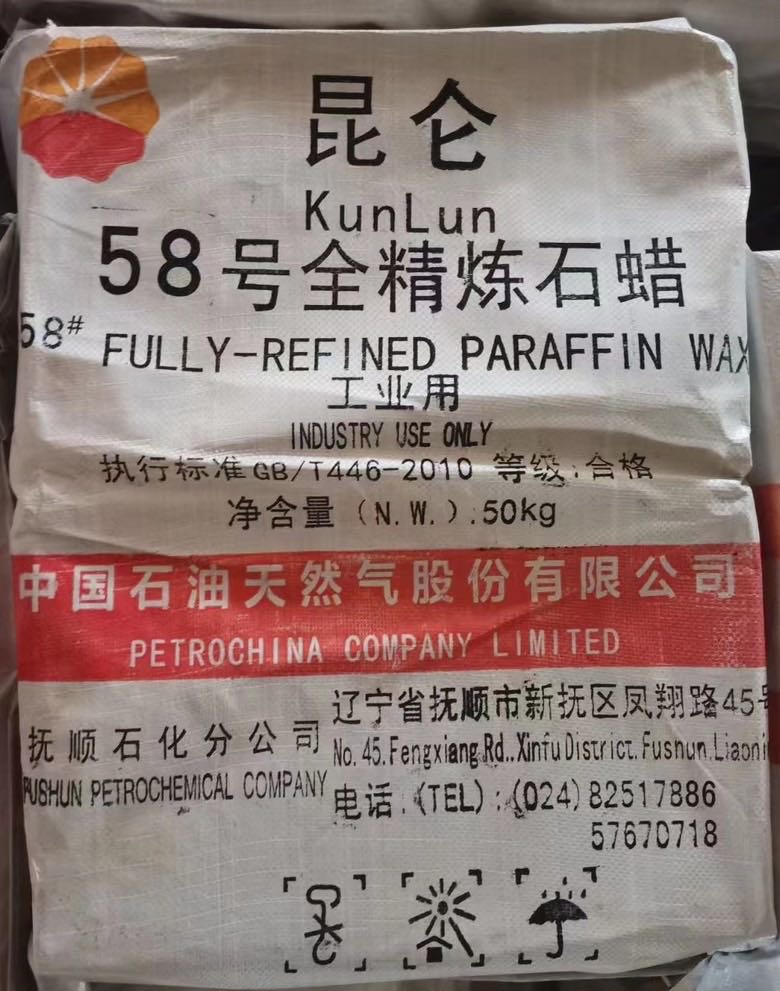 昆仑
KunLun
58号全精炼石蜡
58# FULLY-REFINED PARAFFIN WAX
工业用
INDUSTRY USE ONLY
执行标准GB/T446-2010 等级:合格
净含量(N.W.):50kg
中国石油天然气股份有限公司
PETROCHINA COMPANY LIMITED
抚顺石化分公司
FUSHUN PETROCHEMICAL COMPANY
辽宁省抚顺市新抚区凤翔路45号
No.45.Fengxiang Rd..Xinfu District.Fushun.Liaoni
电话:(TEL):(024)82517886
57670718